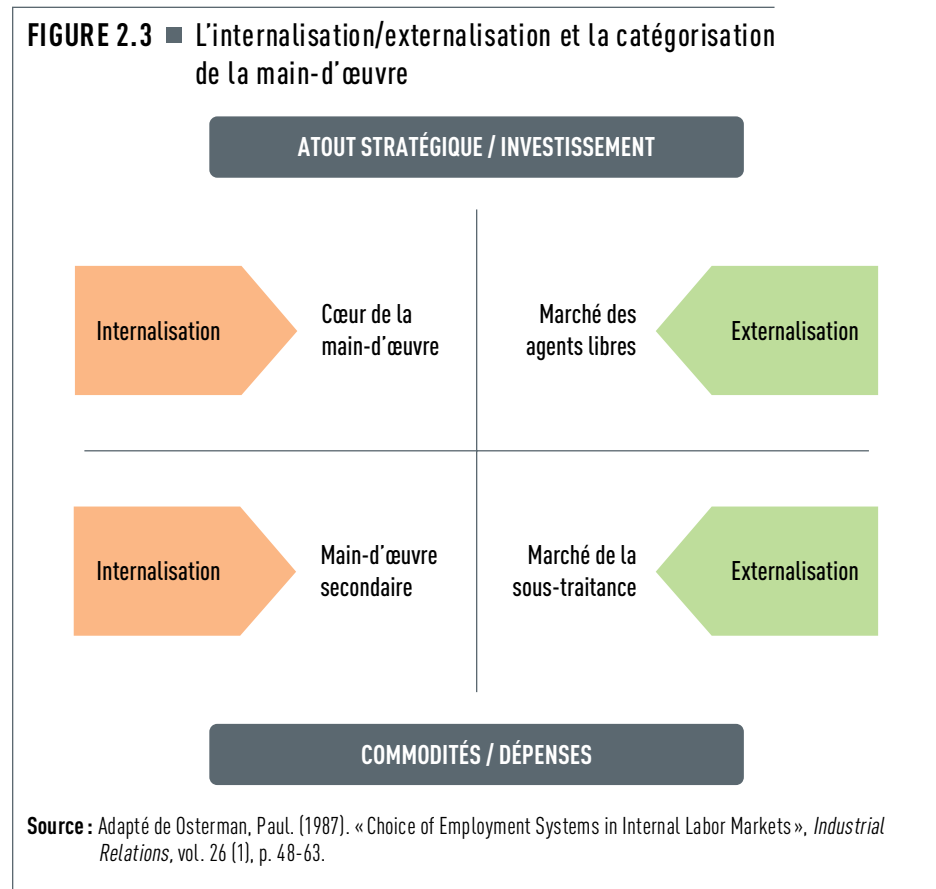 FIGURE 2.3 ■ L'internalisation/externalisation et la catégorisation
de la main-d'œuvre
ATOUT STRATÉGIQUE / INVESTISSEMENT
Internalisation
Cœur de la
main-d'œuvre
Marché des
agents libres
Externalisation
Internalisation
Main-d'œuvre
secondaire
Marché de la
sous-traitance
Externalisation
COMMODITÉS / DÉPENSES
Source : Adapté de Osterman, Paul. (1987). « Choice of Employment Systems in Internal Labor Markets », Industrial
Relations, vol. 26 (1), p. 48-63.